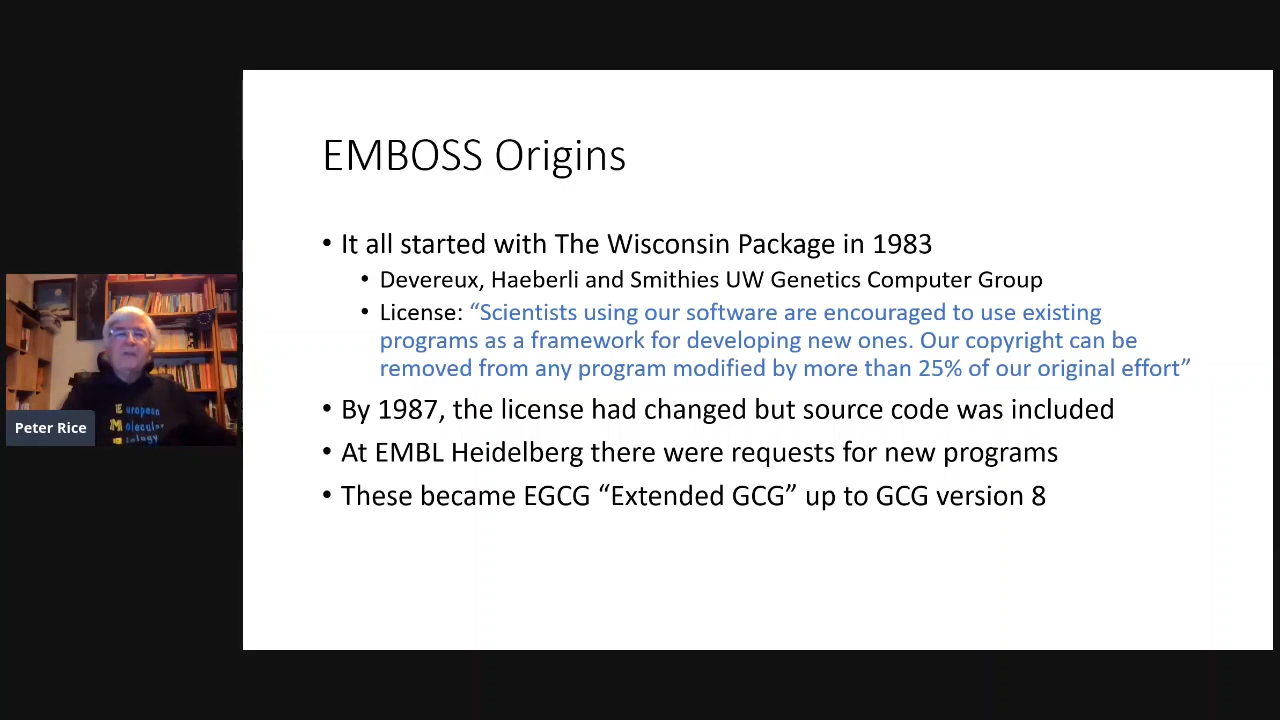 EMBOSS Origins
• It all started with The Wisconsin Package in 1983
• Devereux, Haeberli and Smithies UW Genetics Computer Group
• License: “Scientists using our software are encouraged to use existing
programs as a framework for developing new ones. Our copyright can be
removed from any program modified by more than 25% of our original effort”
• By 1987, the license had changed but source code was included
• At EMBL Heidelberg there were requests for new programs
• These became EGCG “Extended GCG” up to GCG version 8
European
Molecular
Peter Rice